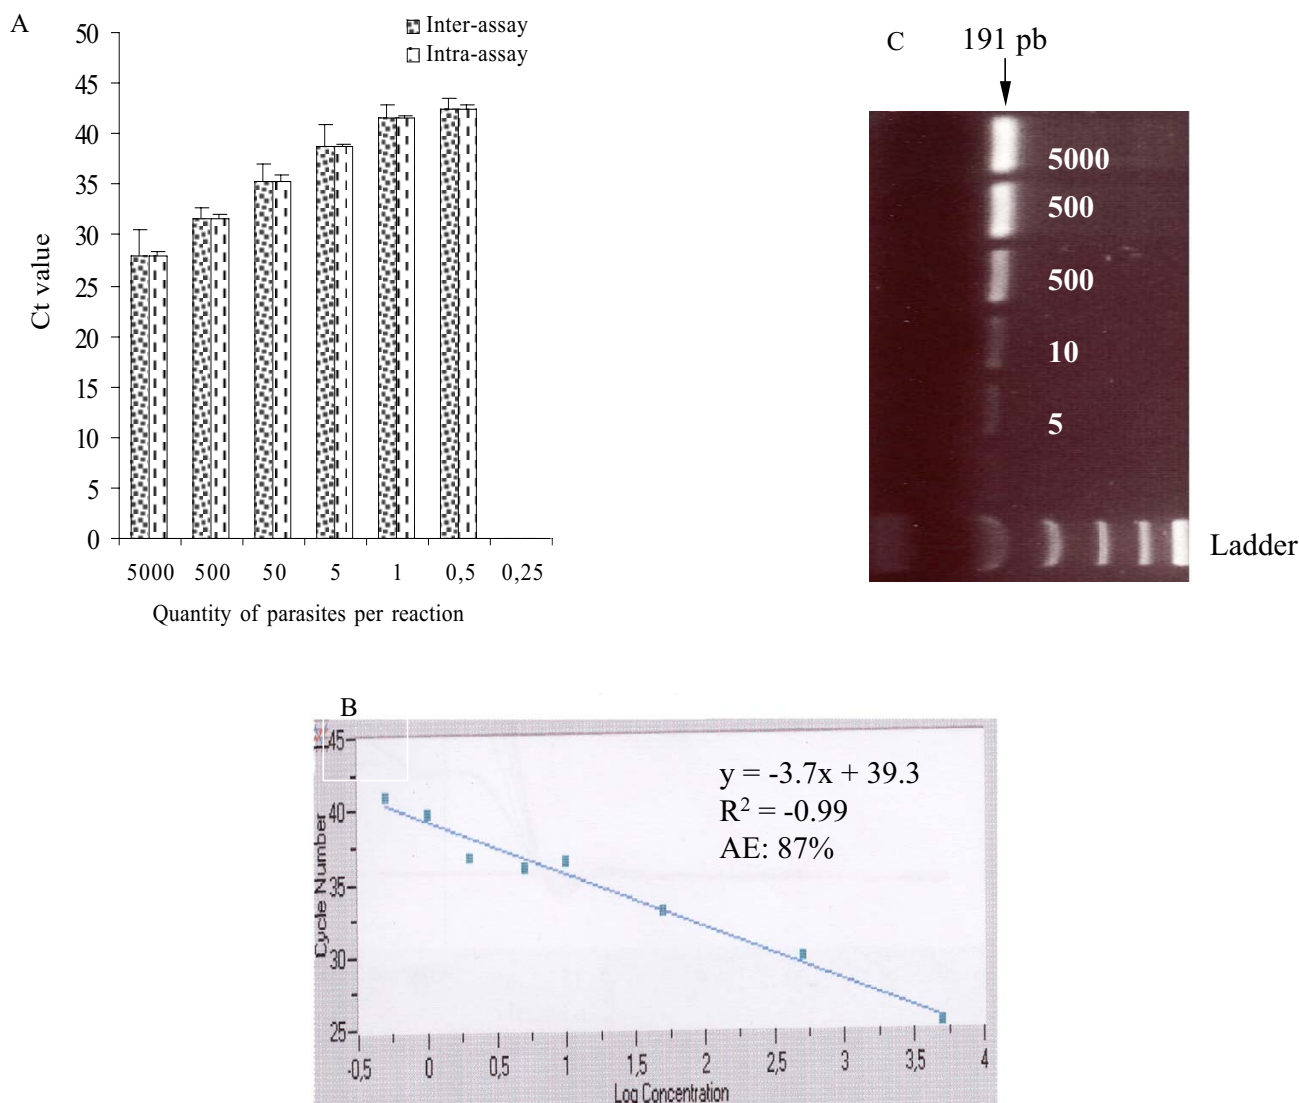 A
Inter-assay
Intra-assay
50
45
40
35
30
25
20
15
10
5
0
Ct value
5000 500 50 5 1 0,5 0,25
Quantity of parasites per reaction
C
191 pb
5000
500
500
10
5
Ladder
B
45
40
35
30
25
Cycle Number
y = -3.7x + 39.3
R² = -0.99
AE: 87%
-0,5 0 0,5 1 1,5 2 2,5 3 3,5 4
Log Concentration